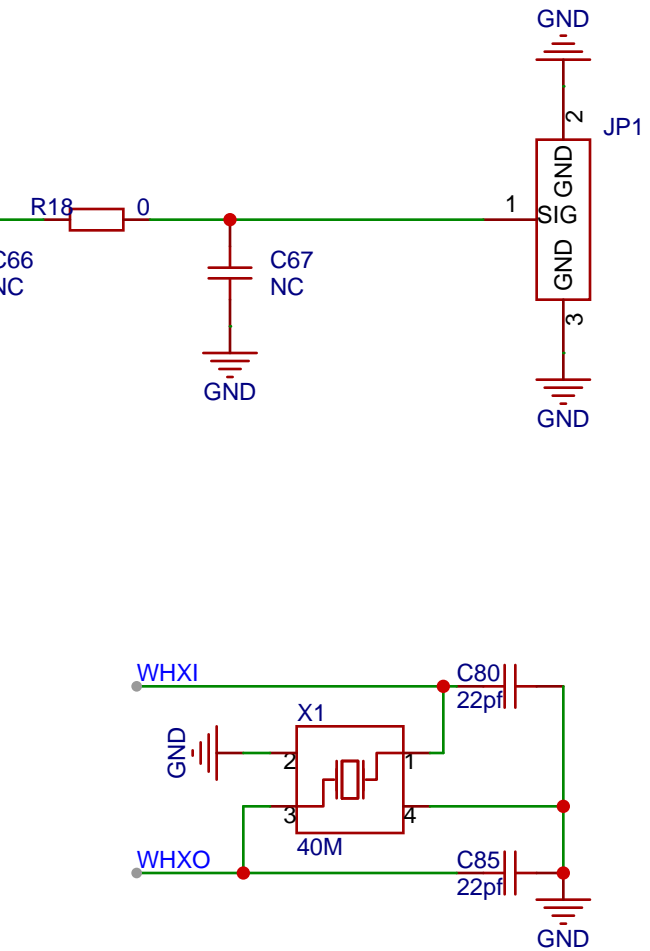 GND
2
JP1
GND
R18
0
1
SIG
C66
NC
C67
NC
GND
3
GND
GND
WHXI
C80
22pf
X1
GND
2
1
3
4
40M
WHXO
C85
22pf
GND